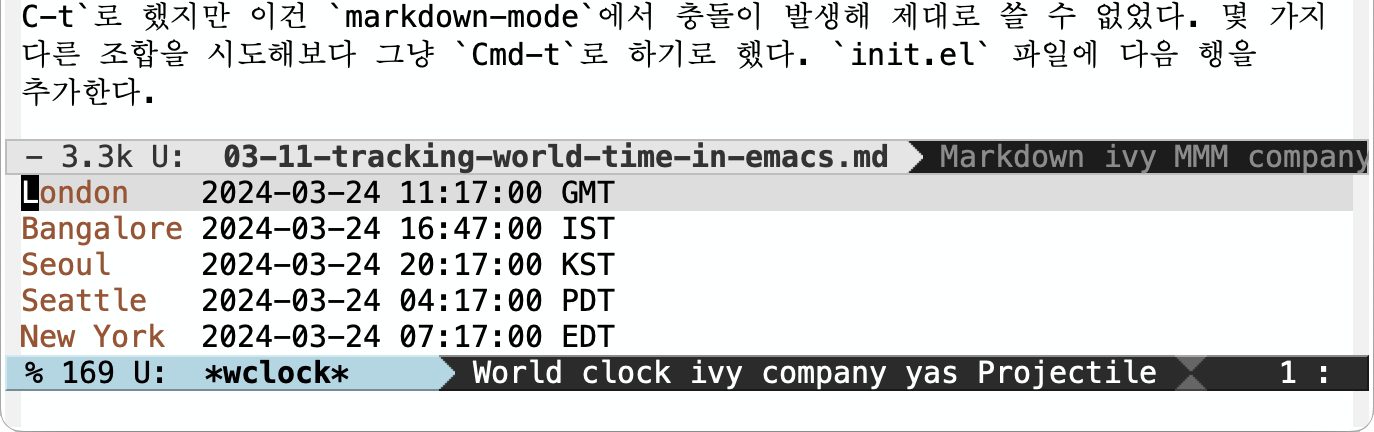 C-t`로 했지만 이건 `markdown-mode`에서 충돌이 발생해 제대로 쓸 수 없었다. 몇 가지
다른 조합을 시도해보다 그냥 `Cmd-t`로 하기로 했다. `init.el` 파일에 다음 행을
추가한다.
- 3.3k U:  03-11-tracking-world-time-in-emacs.md  Markdown ivy MMM company
London    2024-03-24 11:17:00 GMT
Bangalore 2024-03-24 16:47:00 IST
Seoul     2024-03-24 20:17:00 KST
Seattle   2024-03-24 04:17:00 PDT
New York  2024-03-24 07:17:00 EDT
% 169 U:  *wclock*  World clock ivy company yas Projectile  1 :